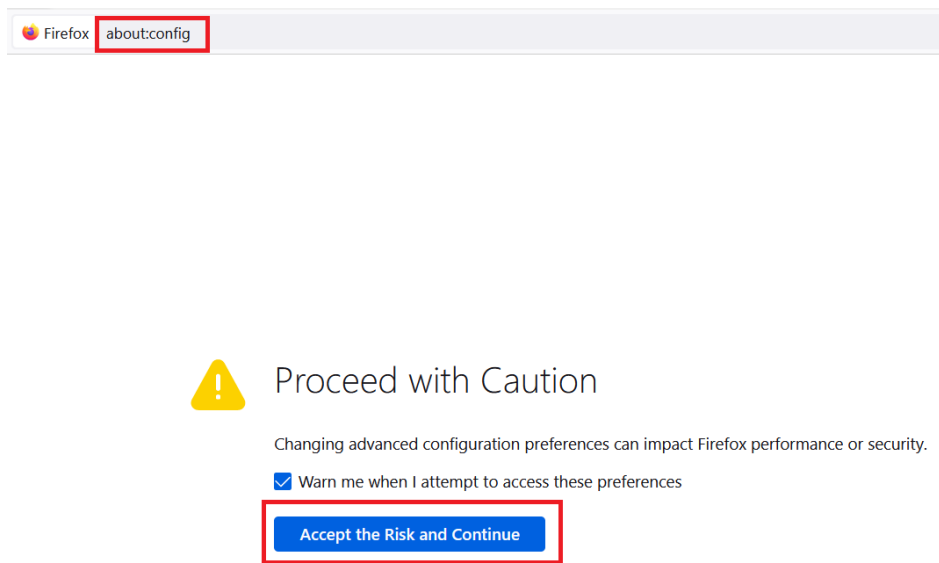 Firefox about:config
Proceed with Caution
Changing advanced configuration preferences can impact Firefox performance or security.
Warn me when I attempt to access these preferences
Accept the Risk and Continue